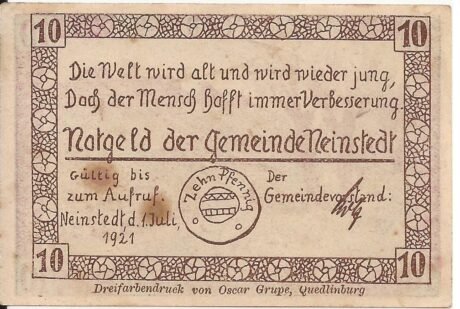 10 10
Die Welt wird alt und wird wieder jung,
Doch der Mensch hofft immer Verbesserung.
Notgeld der Gemeinde Neinstedt
Gültig bis
zum Aufruf.
Neinstedt, d. 1. Juli,
1921
Zehn Pfennig
Der
Gemeindevorstand:
10 10
Dreifarbendruck von Oscar Grupe, Quedlinburg